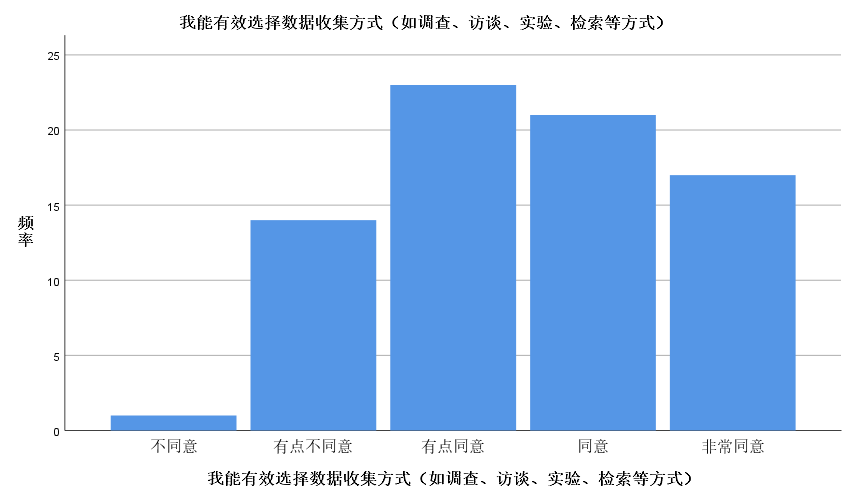 我能有效选择数据收集方式（如调查、访谈、实验、检索等方式）
25
20
15
10
5
0
频率
不同意
有点不同意
有点同意
同意
非常同意
我能有效选择数据收集方式（如调查、访谈、实验、检索等方式）